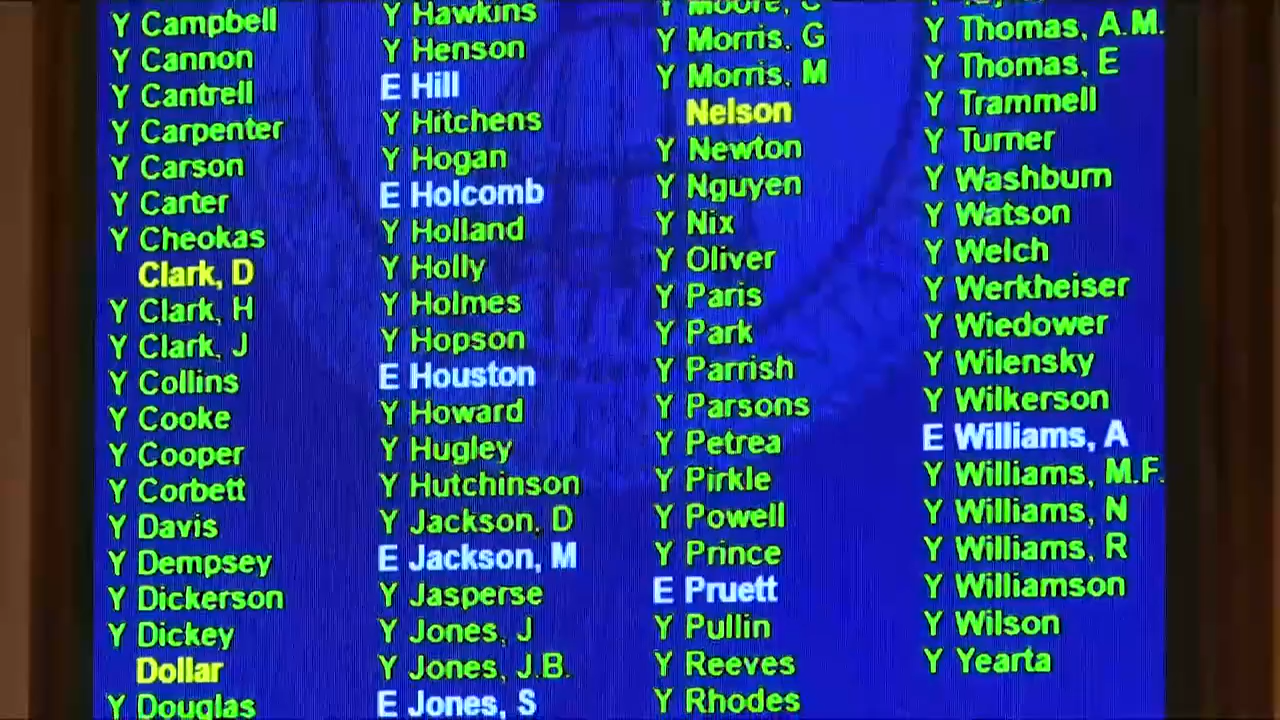 Y Campbell
Y Cannon
Y Cantrell
Y Carpenter
Y Carson
Y Carter
Y Cheokas
Clark, D
Y Clark, H
Y Clark, J
Y Collins
Y Cooke
Y Cooper
Y Corbett
Y Davis
Y Dempsey
Y Dickerson
Y Dickey
Dollar
Y Douglas
Y Hawkins
Y Henson
E Hill
Y Hitchens
Y Hogan
E Holcomb
Y Holland
Y Holly
Y Holmes
Y Hopson
E Houston
Y Howard
Y Hugley
Y Hutchinson
Y Jackson, D
E Jackson, M
Y Jasperse
Y Jones, J
Y Jones, J.B.
E Jones, S
Y Moore, C
Y Morris, G
Y Morris, M
Nelson
Y Newton
Y Nguyen
Y Nix
Y Oliver
Y Paris
Y Park
Y Parrish
Y Parsons
Y Petrea
Y Pirkle
Y Powell
Y Prince
E Pruett
Y Pullin
Y Reeves
Y Rhodes
Y Thomas, A.M.
Y Thomas, E
Y Trammell
Y Turner
Y Washburn
Y Watson
Y Welch
Y Werkheiser
Y Wiedower
Y Wilensky
Y Wilkerson
E Williams, A
Y Williams, M.F.
Y Williams, N
Y Williams, R
Y Williamson
Y Wilson
Y Yearta